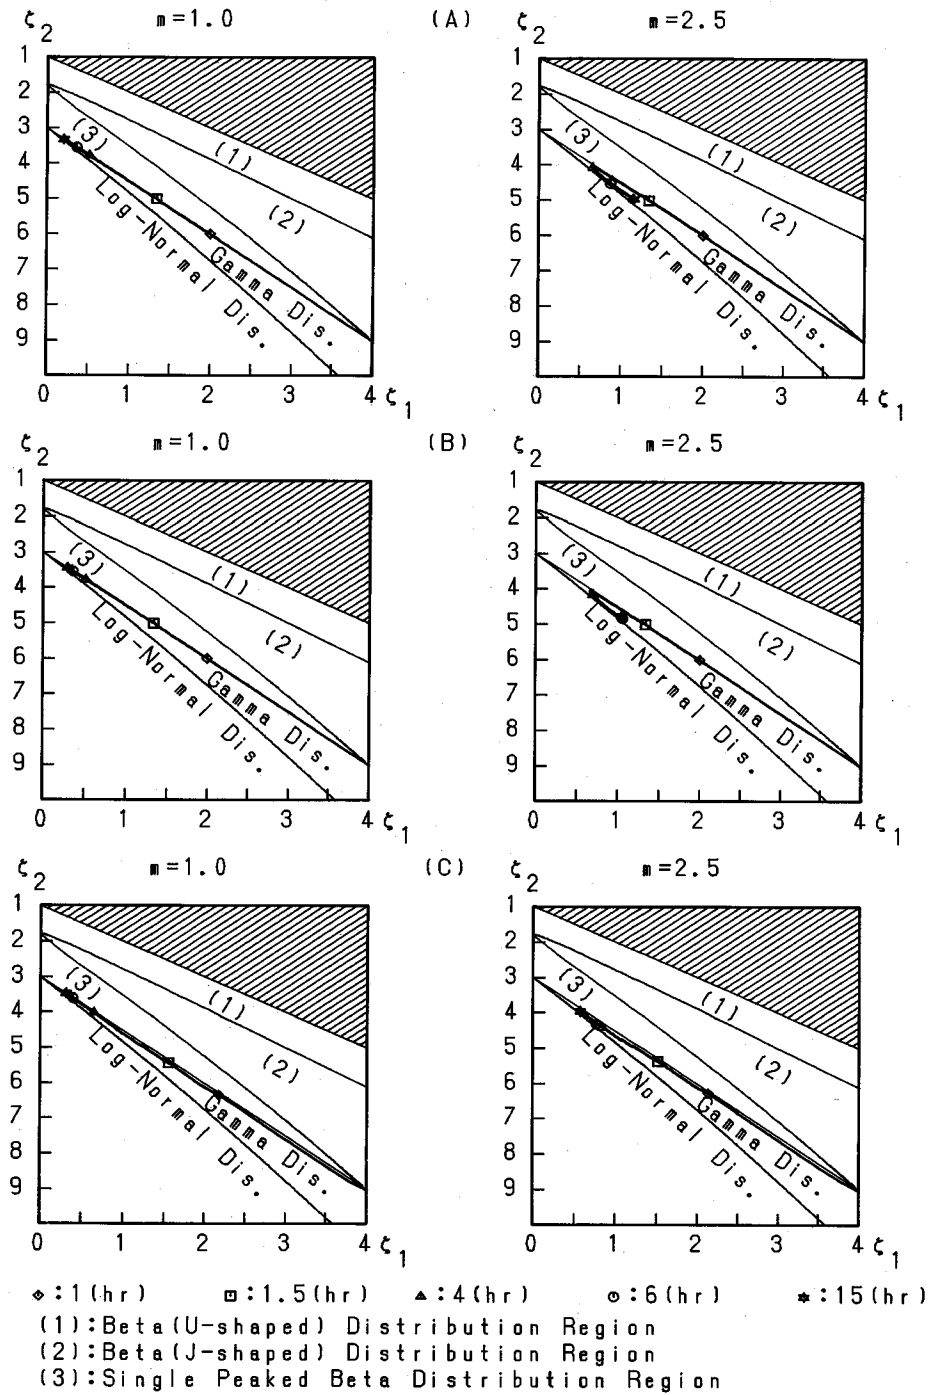 m=1.0 (A) m=2.5
ζ2 ζ2
1 1
2 2
3 (3) (1) 3 (3) (1)
4 4
5 (2) 5 (2)
6 6
7 7
8 8
9 9
Log-Normal Dis. Log-Normal Dis.
Gamma Dis. Gamma Dis.
0 1 2 3 4 ζ1 0 1 2 3 4 ζ1
m=1.0 (B) m=2.5
ζ2 ζ2
1 1
2 2
3 (3) (1) 3 (3) (1)
4 4
5 (2) 5 (2)
6 6
7 7
8 8
9 9
Log-Normal Dis. Log-Normal Dis.
Gamma Dis. Gamma Dis.
0 1 2 3 4 ζ1 0 1 2 3 4 ζ1
m=1.0 (C) m=2.5
ζ2 ζ2
1 1
2 2
3 (3) (1) 3 (3) (1)
4 4
5 (2) 5 (2)
6 6
7 7
8 8
9 9
Log-Normal Dis. Log-Normal Dis.
Gamma Dis. Gamma Dis.
0 1 2 3 4 ζ1 0 1 2 3 4 ζ1
:1(hr) :1.5(hr) :4(hr) :6(hr) :15(hr)
(1):Beta(U-shaped) Distribution Region
(2):Beta(J-shaped) Distribution Region
(3):Single Peaked Beta Distribution Region